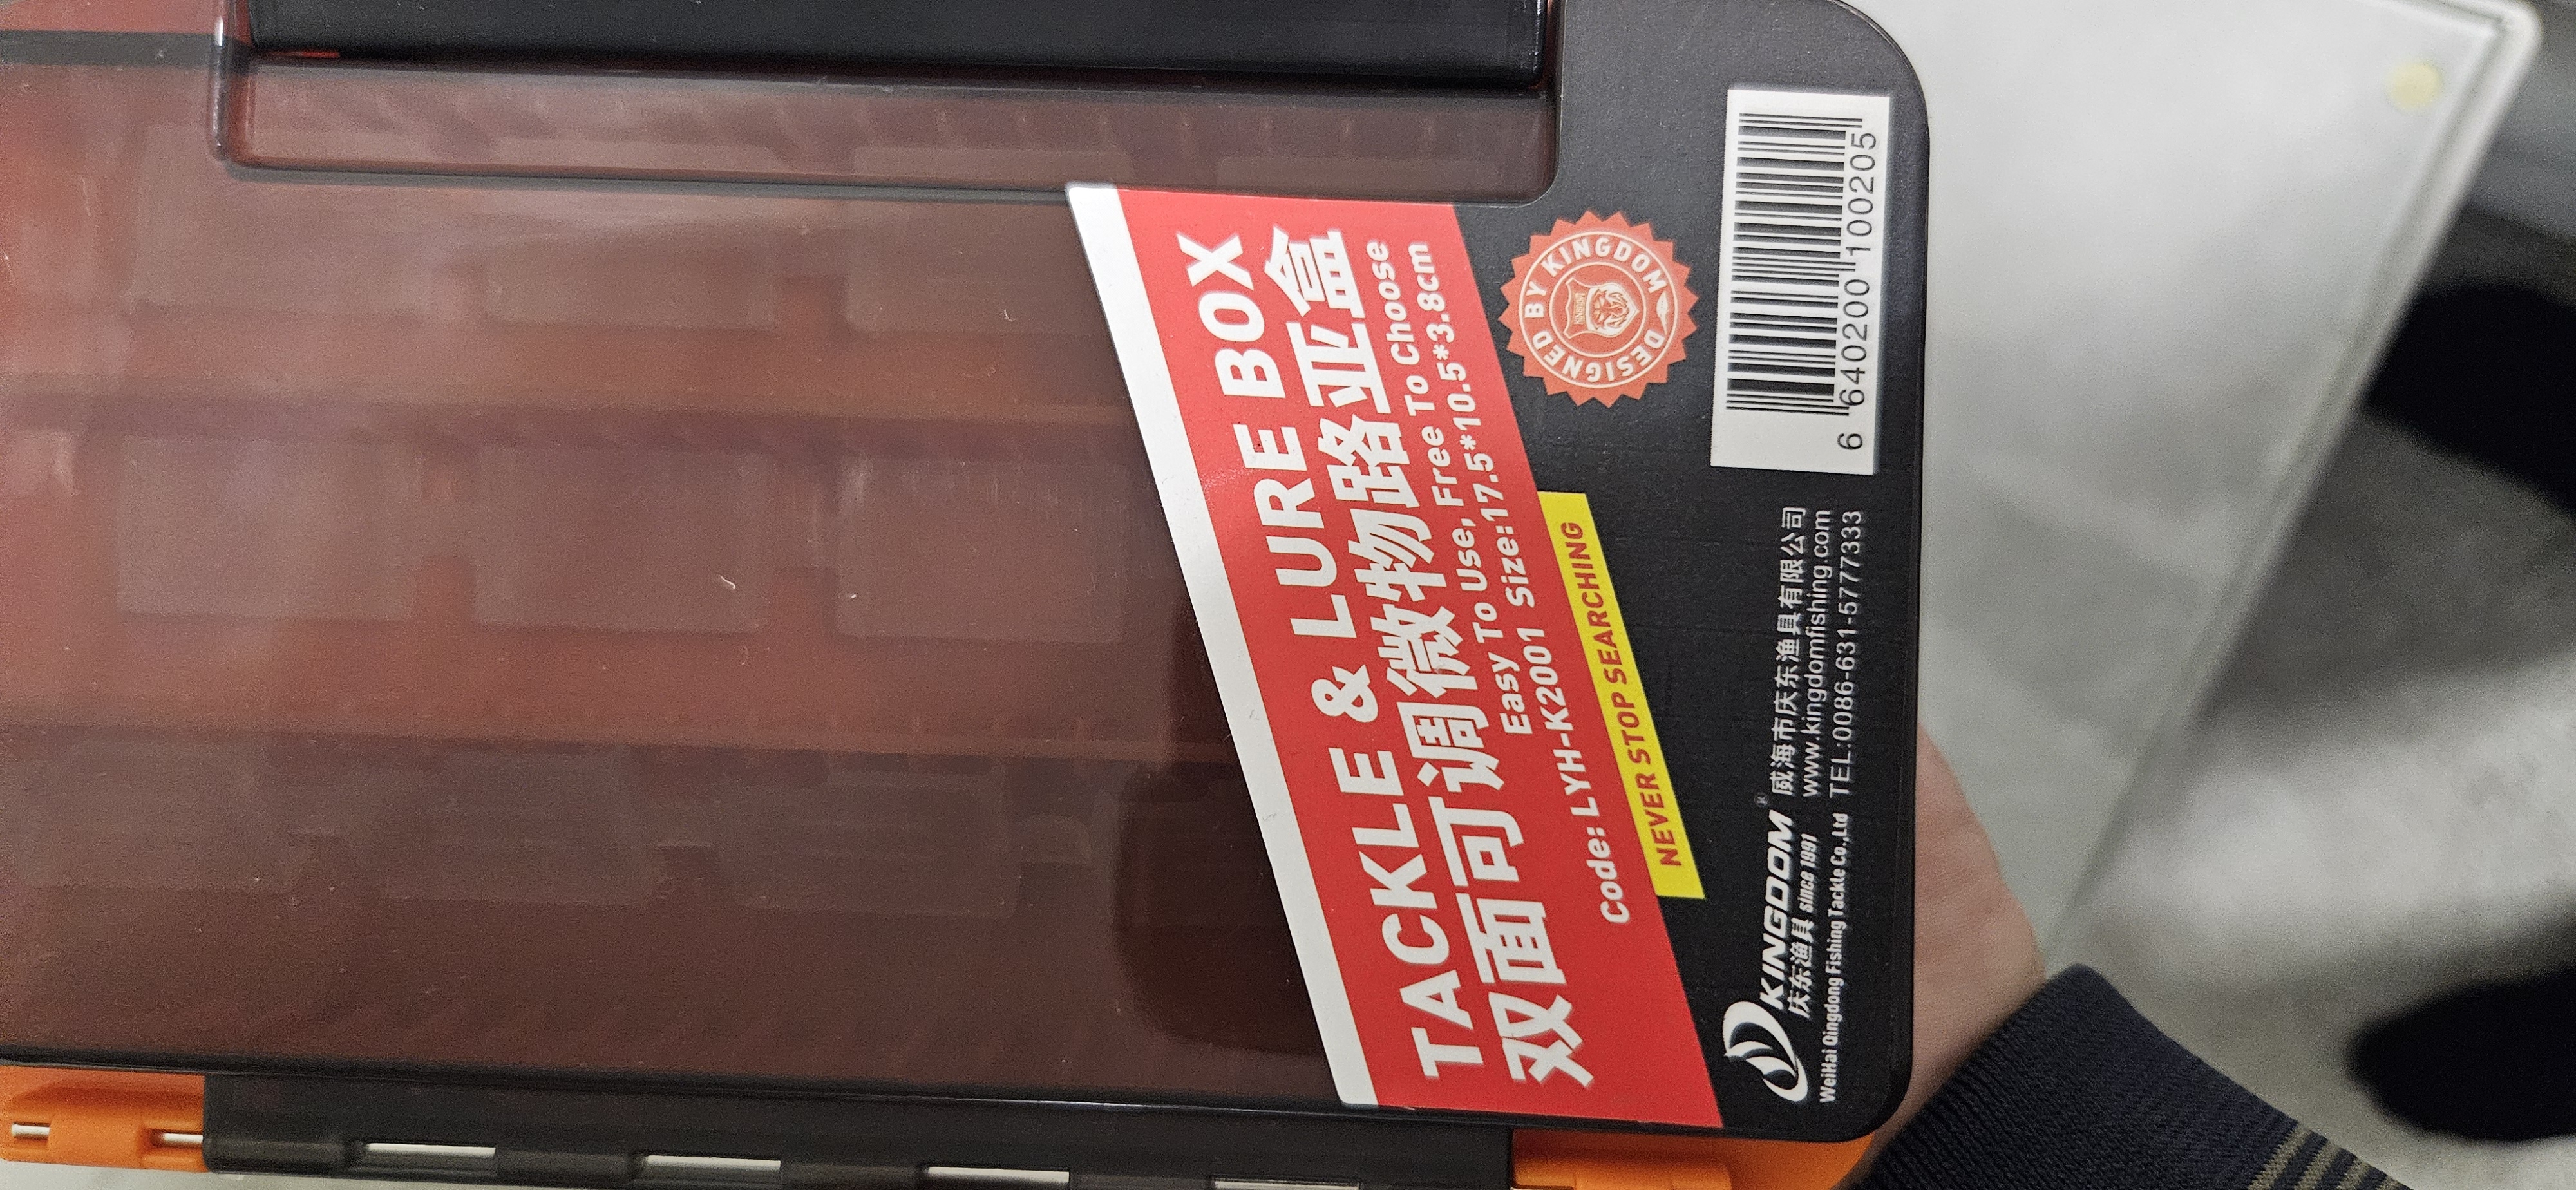 TACKLE & LURE BOX
双面可调微物路亚盒
Easy To Use, Free To Choose
Code: LYH-K2001 Size:17.5*10.5*3.8cm
NEVER STOP SEARCHING
DESIGNED BY KINGDOM
6 640200 100205
KINGDOM®
庆东渔具 Since 1991
威海市庆东渔具有限公司
www.kingdomfishing.com
WeiHai Qingdong Fishing Tackle Co.,Ltd TEL:0086-631-5777333